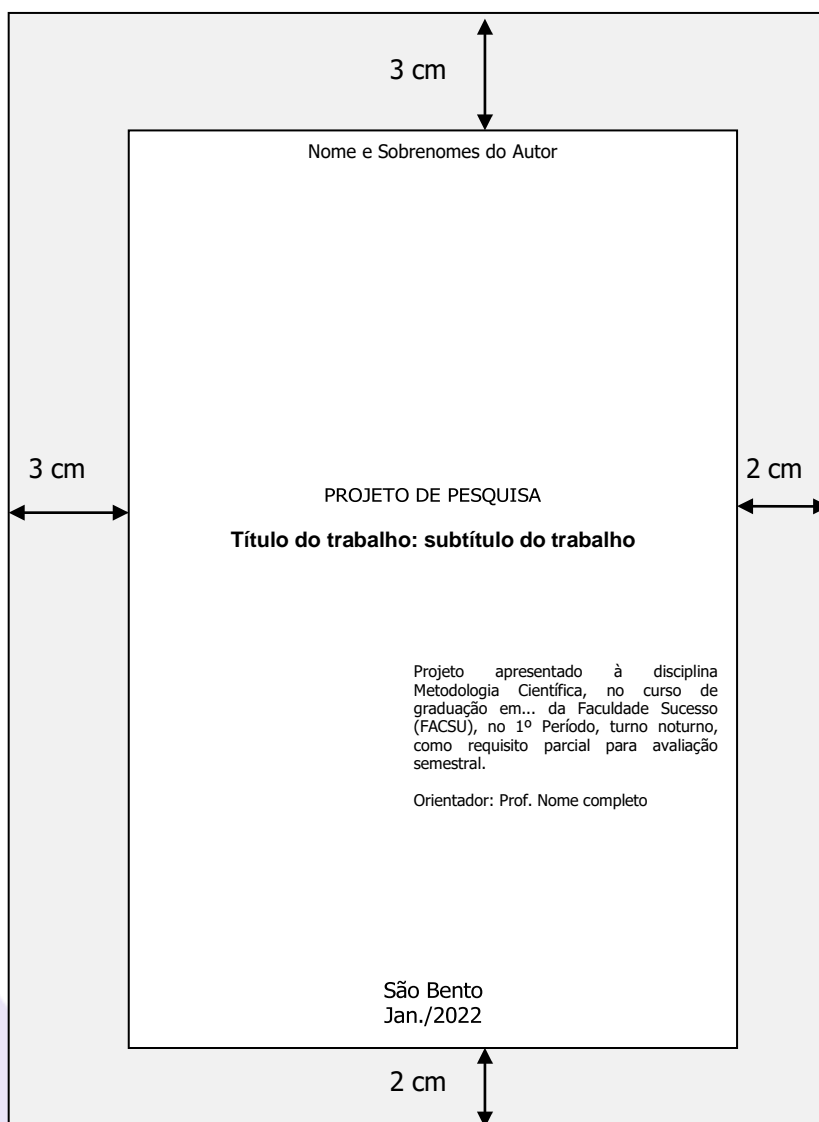 3 cm
Nome e Sobrenomes do Autor
3 cm
2 cm
PROJETO DE PESQUISA
Título do trabalho: subtítulo do trabalho
Projeto apresentado à disciplina
Metodologia Científica, no curso de
graduação em... da Faculdade Sucesso
(FACSU), no 1º Período, turno noturno,
como requisito parcial para avaliação
semestral.
Orientador: Prof. Nome completo
São Bento
Jan./2022
2 cm